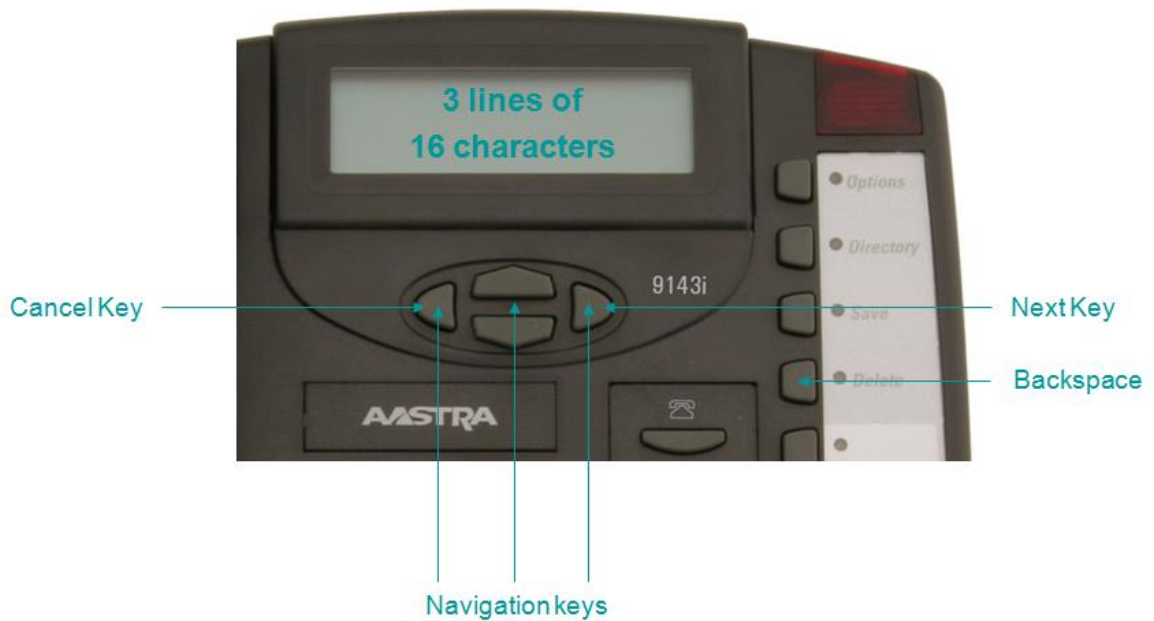 3 lines of
16 characters
Options
Directory
9143i
Cancel Key
Save
Next Key
Delete
Backspace
AASTRA
Navigation keys